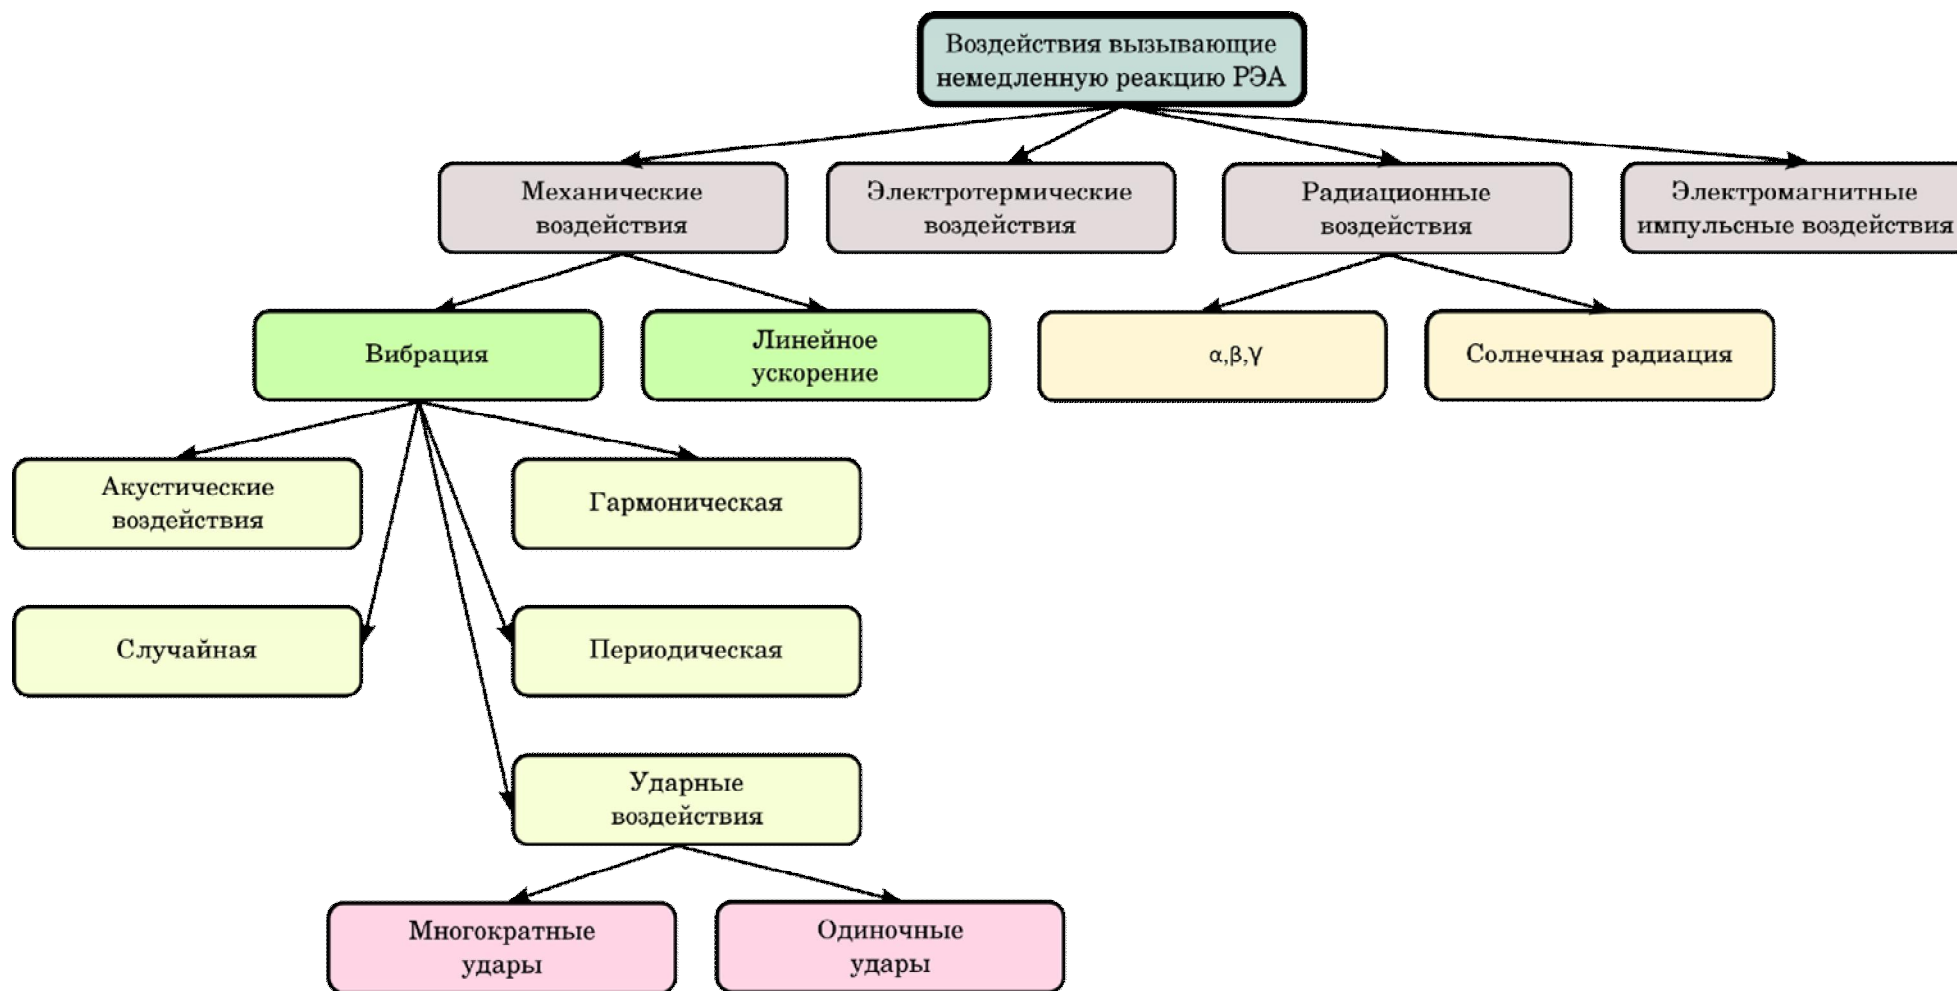 Воздействия вызывающие
немедленную реакцию РЭА
Механические
воздействия
Электротермические
воздействия
Радиационные
воздействия
Электромагнитные
импульсные воздействия
Вибрация
Линейное
ускорение
α,β,γ
Солнечная радиация
Акустические
воздействия
Гармоническая
Случайная
Периодическая
Ударные
воздействия
Многократные
удары
Одиночные
удары